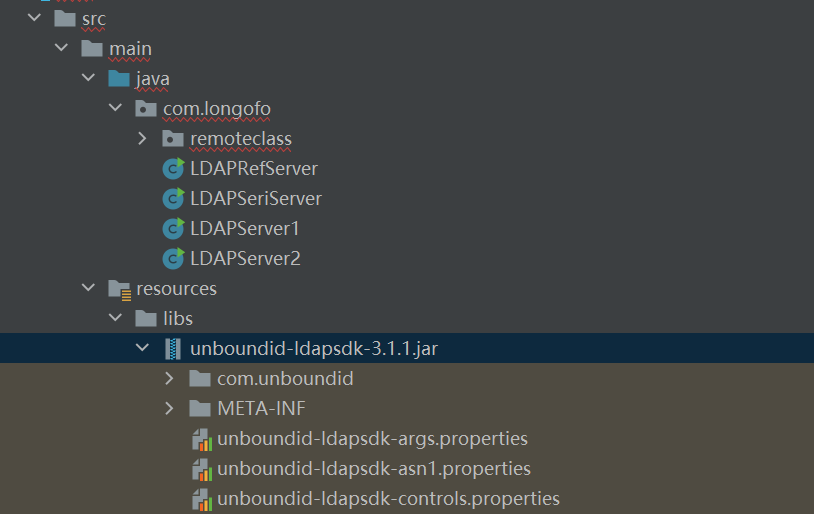 src
main
java
com.longofo
remoteclass
LDAPRefServer
LDAPSeriServer
LDAPServer1
LDAPServer2
resources
libs
unboundid-ldapsdk-3.1.1.jar
com.unboundid
META-INF
unboundid-ldapsdk-args.properties
unboundid-ldapsdk-asn1.properties
unboundid-ldapsdk-controls.properties